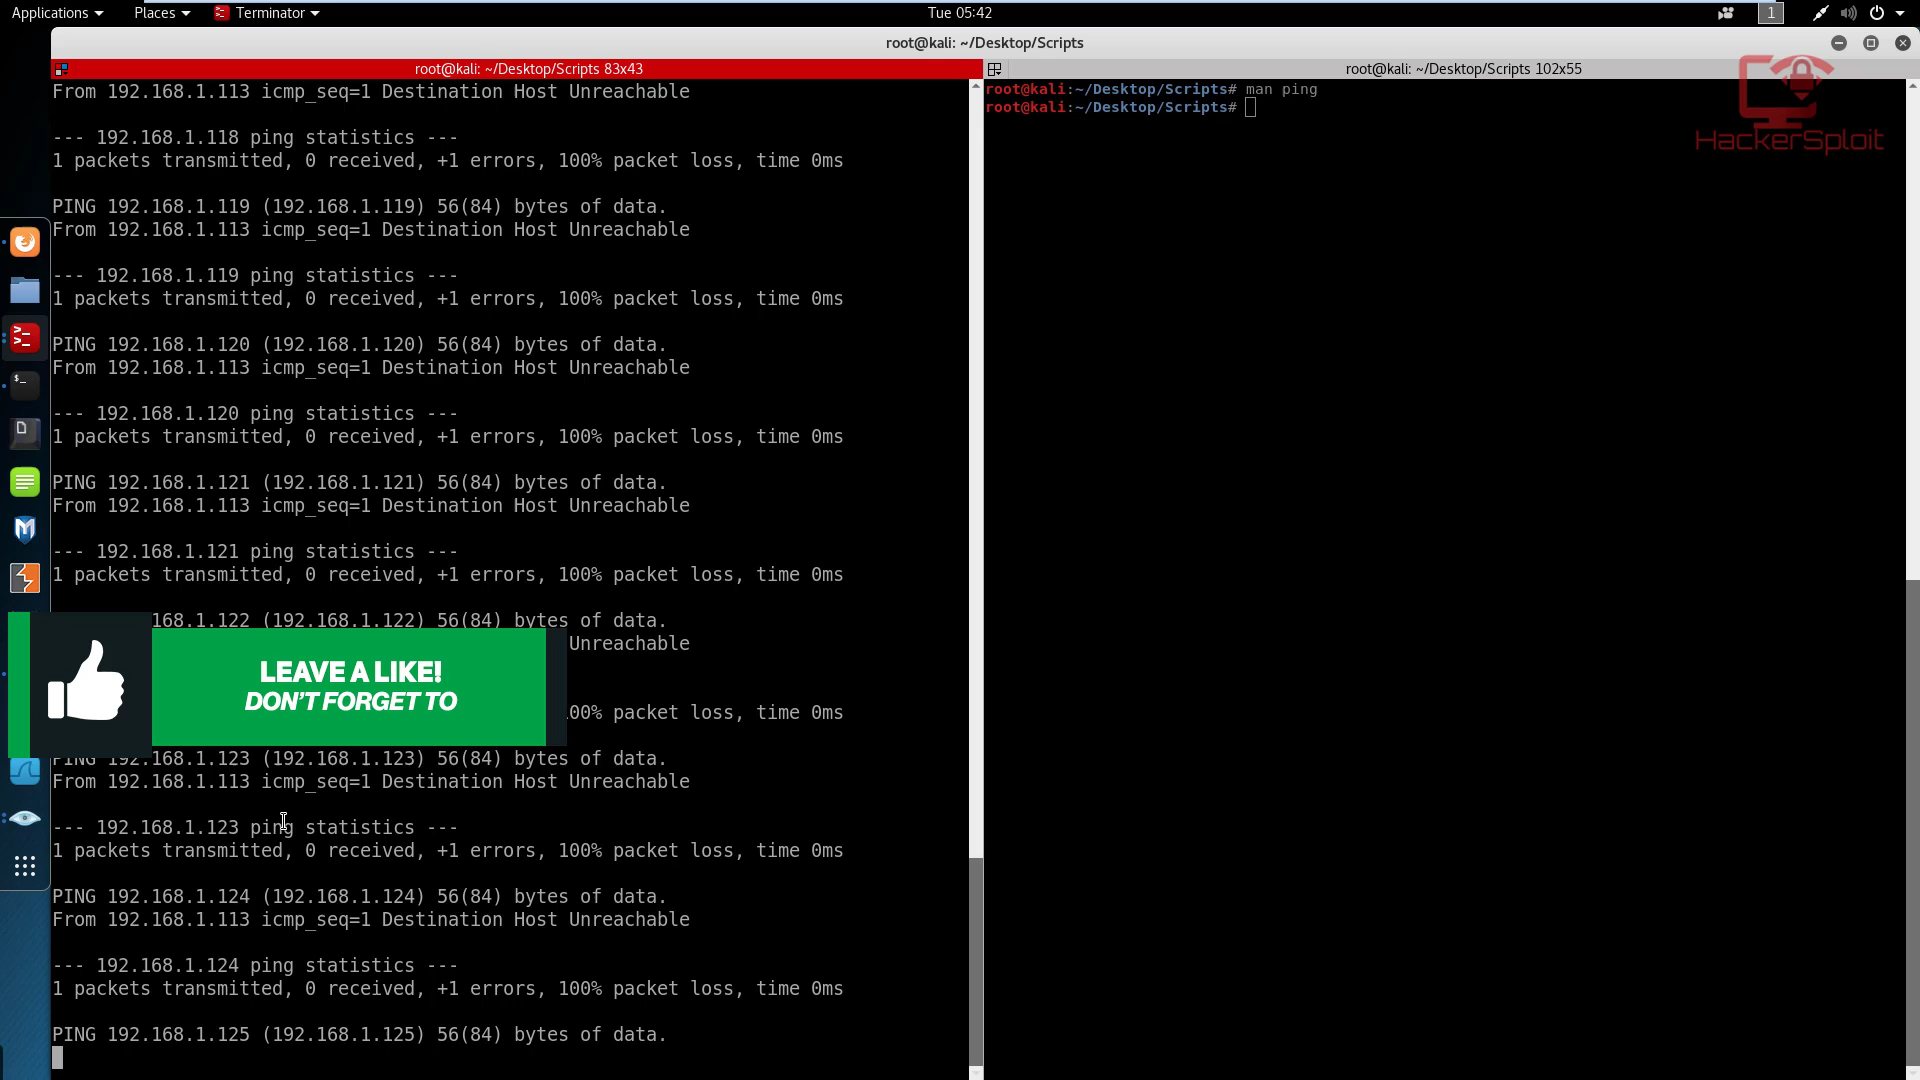 Applications
Places
Terminator
Tue 05:42
1
root@kali: ~/Desktop/Scripts
root@kali: ~/Desktop/Scripts 83x43
From 192.168.1.113 icmp_seq=1 Destination Host Unreachable
--- 192.168.1.118 ping statistics ---
1 packets transmitted, 0 received, +1 errors, 100% packet loss, time 0ms
PING 192.168.1.119 (192.168.1.119) 56(84) bytes of data.
From 192.168.1.113 icmp_seq=1 Destination Host Unreachable
--- 192.168.1.119 ping statistics ---
1 packets transmitted, 0 received, +1 errors, 100% packet loss, time 0ms
PING 192.168.1.120 (192.168.1.120) 56(84) bytes of data.
From 192.168.1.113 icmp_seq=1 Destination Host Unreachable
--- 192.168.1.120 ping statistics ---
1 packets transmitted, 0 received, +1 errors, 100% packet loss, time 0ms
PING 192.168.1.121 (192.168.1.121) 56(84) bytes of data.
From 192.168.1.113 icmp_seq=1 Destination Host Unreachable
--- 192.168.1.121 ping statistics ---
1 packets transmitted, 0 received, +1 errors, 100% packet loss, time 0ms
168.1.122 (192.168.1.122) 56(84) bytes of data.
Unreachable
LEAVE A LIKE!
DON'T FORGET TO
00% packet loss, time 0ms
PING 192.168.1.123 (192.168.1.123) 56(84) bytes of data.
From 192.168.1.113 icmp_seq=1 Destination Host Unreachable
--- 192.168.1.123 ping statistics ---
1 packets transmitted, 0 received, +1 errors, 100% packet loss, time 0ms
PING 192.168.1.124 (192.168.1.124) 56(84) bytes of data.
From 192.168.1.113 icmp_seq=1 Destination Host Unreachable
--- 192.168.1.124 ping statistics ---
1 packets transmitted, 0 received, +1 errors, 100% packet loss, time 0ms
PING 192.168.1.125 (192.168.1.125) 56(84) bytes of data.
root@kali: ~/Desktop/Scripts 102x55
root@kali:~/Desktop/Scripts# man ping
root@kali:~/Desktop/Scripts#
HackerSploit